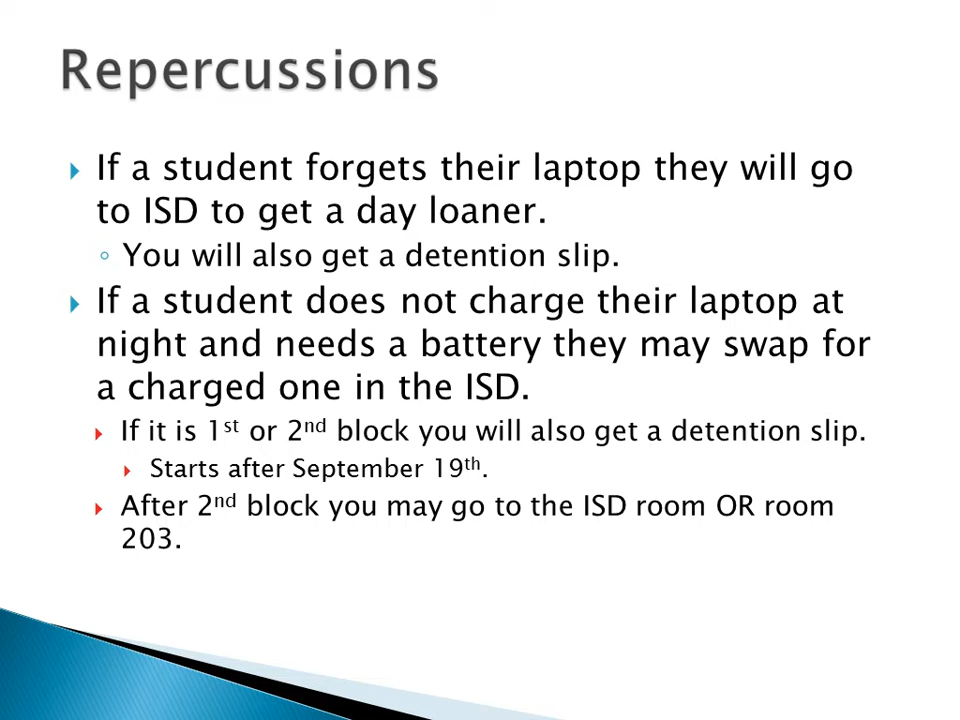 Repercussions
If a student forgets their laptop they will go
to ISD to get a day loaner.
You will also get a detention slip.
If a student does not charge their laptop at
night and needs a battery they may swap for
a charged one in the ISD.
If it is 1st or 2nd block you will also get a detention slip.
Starts after September 19th.
After 2nd block you may go to the ISD room OR room
203.